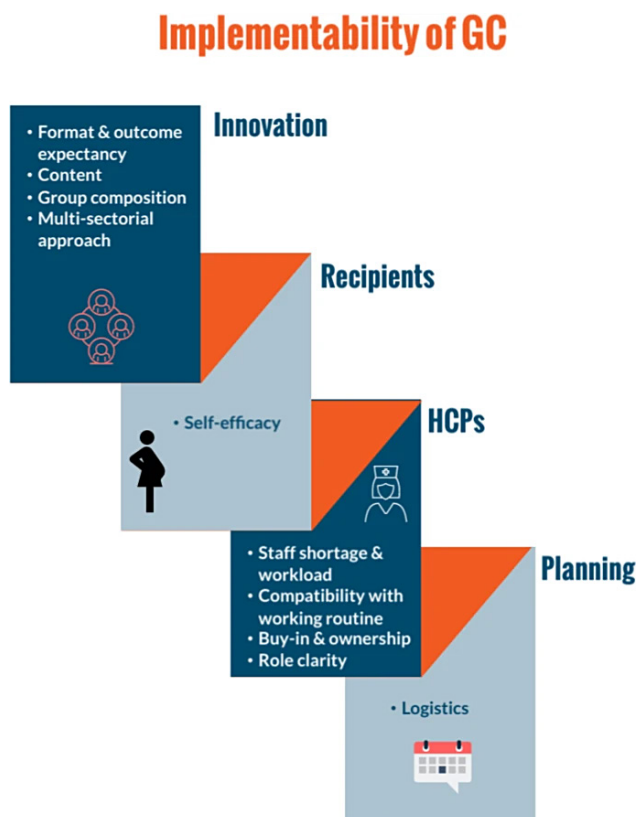 Implementability of GC
Innovation
• Format & outcome
expectancy
• Content
• Group composition
• Multi-sectorial
approach
Recipients
• Self-efficacy
HCPs
• Staff shortage &
workload
• Compatibility with
working routine
• Buy-in & ownership
• Role clarity
Planning
• Logistics